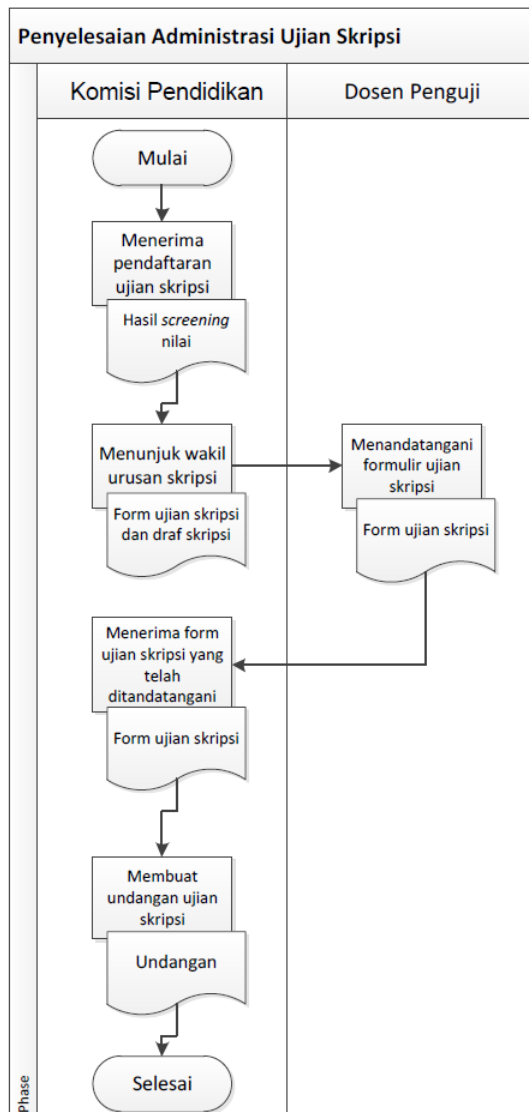 Penyelesaian Administrasi Ujian Skripsi
Komisi Pendidikan
Dosen Penguji
Mulai
Menerima
pendaftaran
ujian skripsi
Hasil screening
nilai
Menunjuk wakil
urusan skripsi
Form ujian skripsi
dan draf skripsi
Menandatangani
formulir ujian
skripsi
Form ujian skripsi
Menerima form
ujian skripsi yang
telah
ditandatangani
Form ujian skripsi
Membuat
undangan ujian
skripsi
Undangan
Selesai
Phase